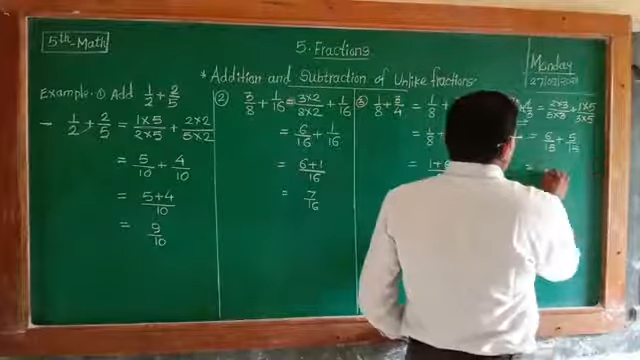 5th-Math
5. Fractions
Monday
* Addition and Subtraction of Unlike fractions
Example:- ① Add 1/2 + 2/5
- 1/2 + 2/5 = 1×5/2×5 + 2×2/5×2
= 5/10 + 4/10
= 5+4/10
= 9/10
② 3/8 + 1/16 = 3×2/8×2 + 1/16
= 6/16 + 1/16
= 6+1/16
= 7/16
③ 1/8 + 3/4 = 1/8 +
= 1/8 +
= 1+
= 2×3/5×3 + 1×5/3×5
= 6/15 + 5/15
=